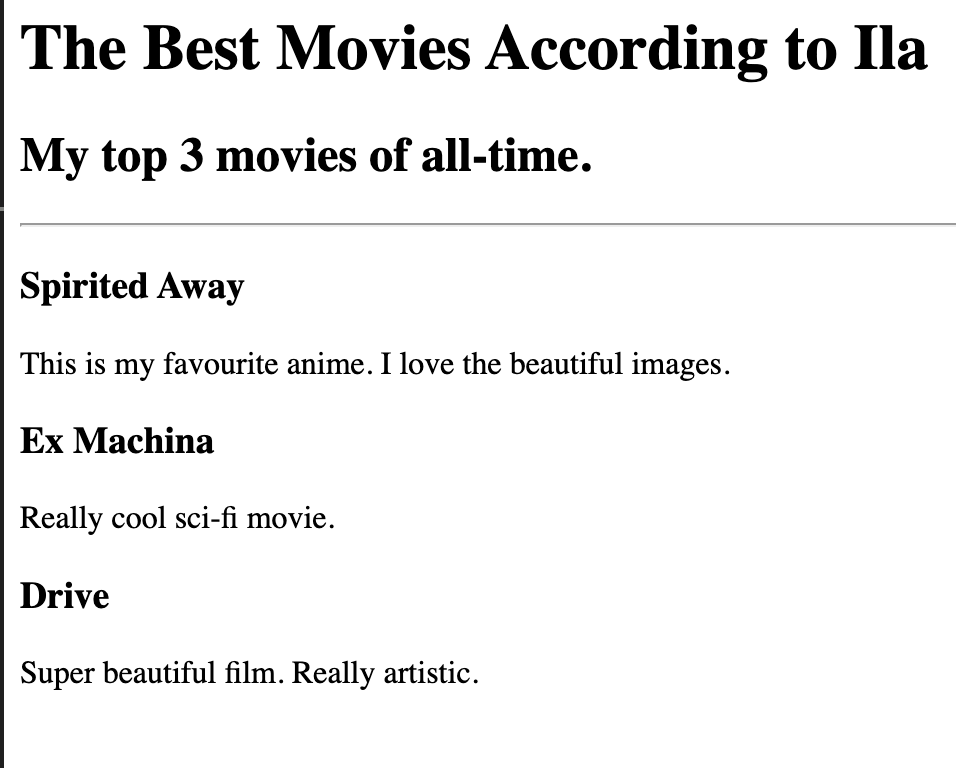 The Best Movies According to Ila
My top 3 movies of all-time.
Spirited Away
This is my favourite anime. I love the beautiful images.
Ex Machina
Really cool sci-fi movie.
Drive
Super beautiful film. Really artistic.